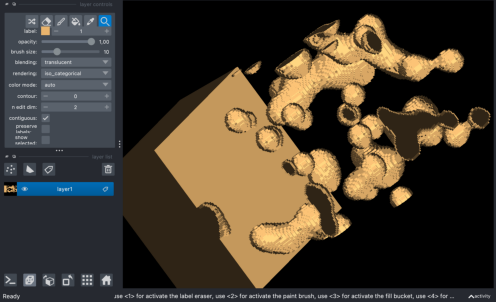 layer controls
label: 1
opacity: 1.00
brush size: 10
blending: translucent
rendering: iso_categorical
color mode: auto
contour: 0
n edit dim: 3
contiguous:
preserve
labels:
show
selected:
layer list
layer1
Ready
use <1> for activate the label eraser, use <2> for activate the paint brush, use <3> for activate the fill bucket, use <4> for ...
activity